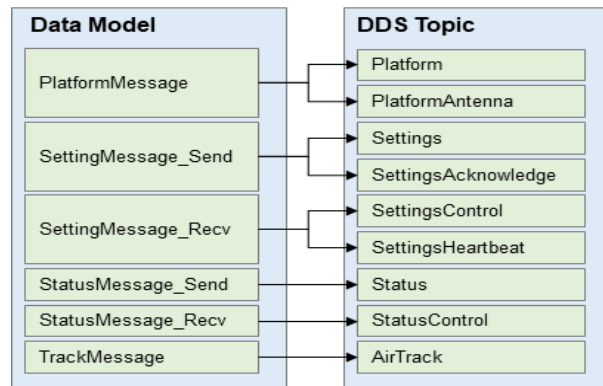 Data Model
DDS Topic
PlatformMessage
Platform
PlatformAntenna
SettingMessage_Send
Settings
SettingsAcknowledge
SettingMessage_Recv
SettingsControl
SettingsHeartbeat
StatusMessage_Send
Status
StatusMessage_Recv
StatusControl
TrackMessage
AirTrack